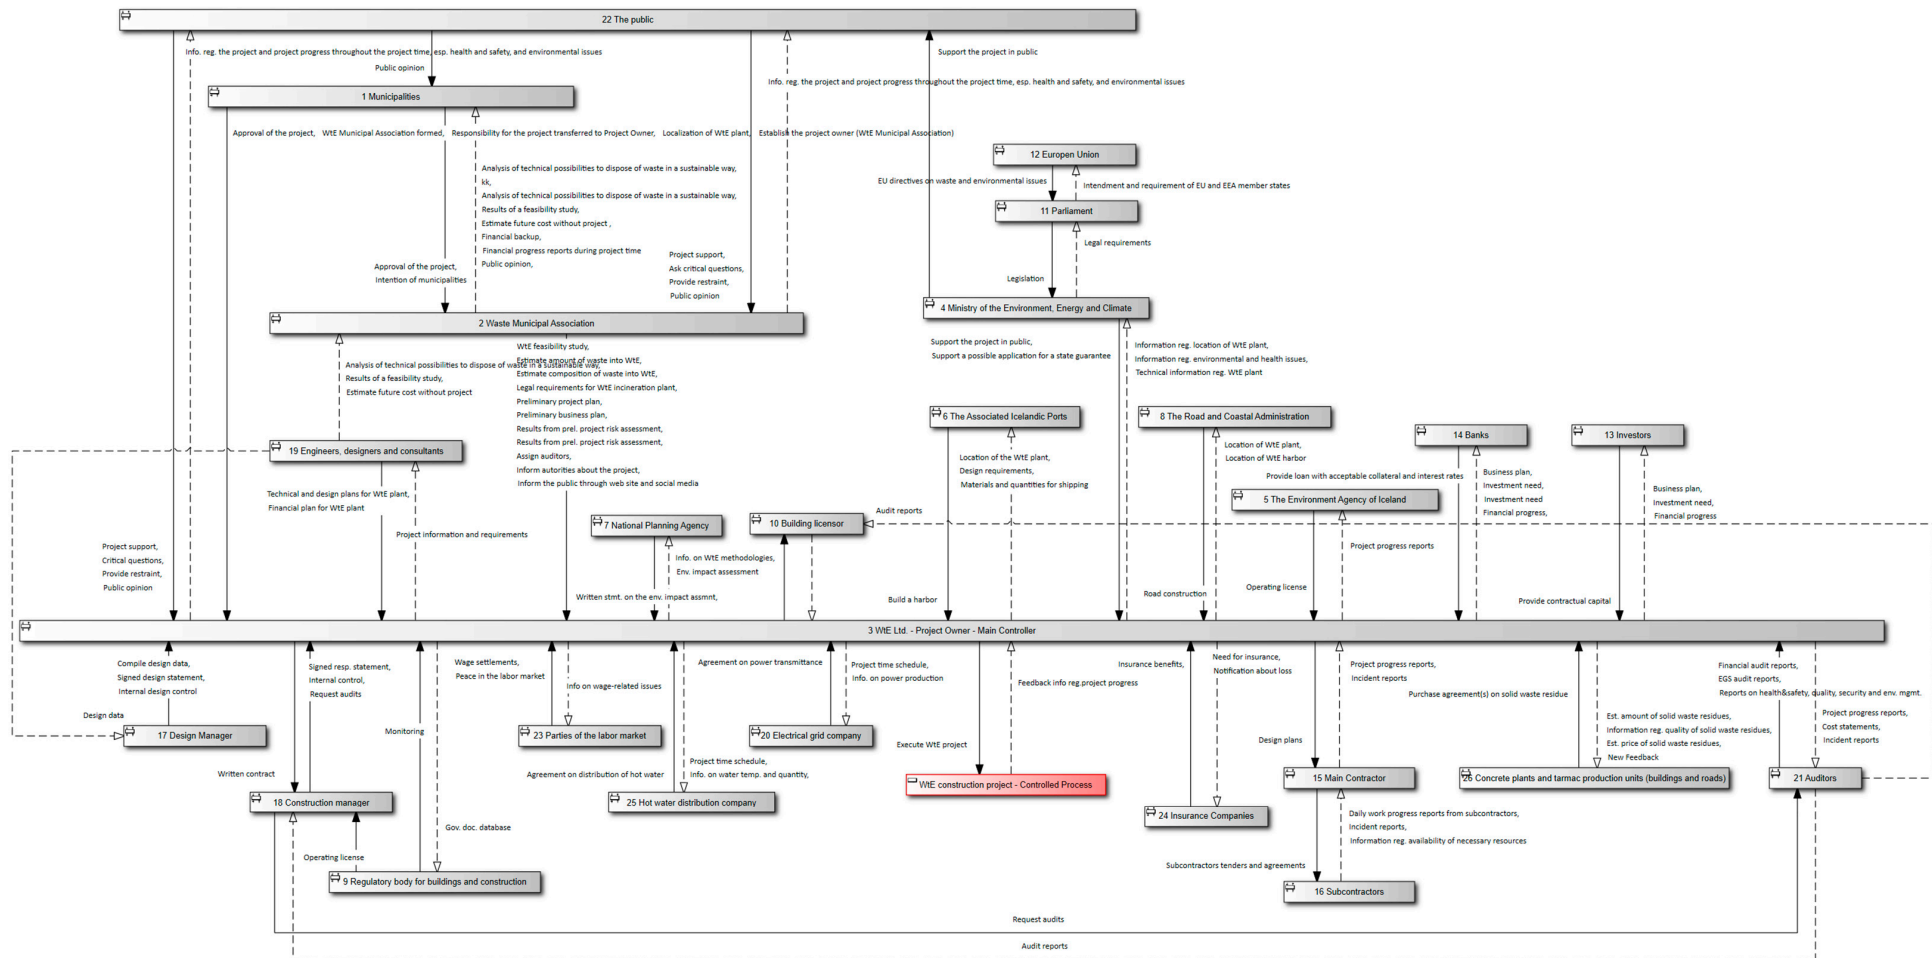 22 The public
Info. reg. the project and project progress throughout the project time, esp. health and safety, and environmental issues
Support the project in public
Public opinion
Info. reg. the project and project progress throughout the project time, esp. health and safety, and environmental issues
1 Municipalities
Approval of the project,
WtE Municipal Association formed,
Responsibility for the project transferred to Project Owner,
Localization of WtE plant,
Establish the project owner (WtE Municipal Association)
12 Europen Union
EU directives on waste and environmental issues
Intendment and requirement of EU and EEA member states
11 Parliament
Legal requirements
Legislation
Analysis of technical possibilities to dispose of waste in a sustainable way,
kk,
Analysis of technical possibilities to dispose of waste in a sustainable way,
Results of a feasibility study,
Estimate future cost without project ,
Financial backup,
Financial progress reports during project time
Public opinion,
Approval of the project,
Intention of municipalities
Project support,
Ask critical questions,
Provide restraint,
Public opinion
4 Ministry of the Environment, Energy and Climate
2 Waste Municipal Association
Support the project in public,
Support a possible application for a state guarantee
Information reg. location of WtE plant,
Information reg. environmental and health issues,
Technical information reg. WtE plant
Analysis of technical possibilities to dispose of waste in a sustainable way,
Results of a feasibility study,
Estimate future cost without project
WtE feasibility study,
Estimate amount of waste into WtE,
Estimate composition of waste into WtE,
Legal requirements for WtE incineration plant,
Preliminary project plan,
Preliminary business plan,
Results from prel. project risk assessment,
Results from prel. project risk assessment,
Assign auditors,
Inform autorities about the project,
Inform the public through web site and social media
6 The Associated Icelandic Ports
8 The Road and Coastal Administration
14 Banks
13 Investors
19 Engineers, designers and consultants
Location of the WtE plant,
Design requirements,
Materials and quantities for shipping
Location of WtE plant,
Location of WtE harbor
Provide loan with acceptable collateral and interest rates
Business plan,
Investment need,
Investment need
Financial progress,
Business plan,
Investment need,
Financial progress
5 The Environment Agency of Iceland
Technical and design plans for WtE plant,
Financial plan for WtE plant
Project information and requirements
7 National Planning Agency
10 Building licensor
Audit reports
Info. on WtE methodologies,
Env. impact assessment
Project progress reports
Project support,
Critical questions,
Provide restraint,
Public opinion
Written stmt. on the env. impact assmnt,
Build a harbor
Road construction
Operating license
Provide contractual capital
3 WtE Ltd. - Project Owner - Main Controller
Compile design data,
Signed design statement,
Internal design control
Design data
17 Design Manager
Signed resp. statement,
Internal control,
Request audits
Written contract
18 Construction manager
Monitoring
Gov. doc. database
Operating license
9 Regulatory body for buildings and construction
Wage settlements,
Peace in the labor market
Info on wage-related issues
23 Parties of the labor market
Agreement on distribution of hot water
Project time schedule,
Info. on water temp. and quantity,
25 Hot water distribution company
Agreement on power transmittance
Project time schedule,
Info. on power production
20 Electrical grid company
Feedback info reg.project progress
Execute WtE project
WtE construction project - Controlled Process
Insurance benefits,
Need for insurance,
Notification about loss
24 Insurance Companies
Project progress reports,
Incident reports
Design plans
15 Main Contractor
Daily work progress reports from subcontractors,
Incident reports,
Information reg. availability of necessary resources
Subcontractors tenders and agreements
16 Subcontractors
Purchase agreement(s) on solid waste residue
Est. amount of solid waste residues,
Information reg. quality of solid waste residues,
Est. price of solid waste residues,
New Feedback
26 Concrete plants and tarmac production units (buildings and roads)
Financial audit reports,
EGS audit reports,
Reports on health&safety, quality, security and env. mgmt.
Project progress reports,
Cost statements,
Incident reports
21 Auditors
Request audits
Audit reports